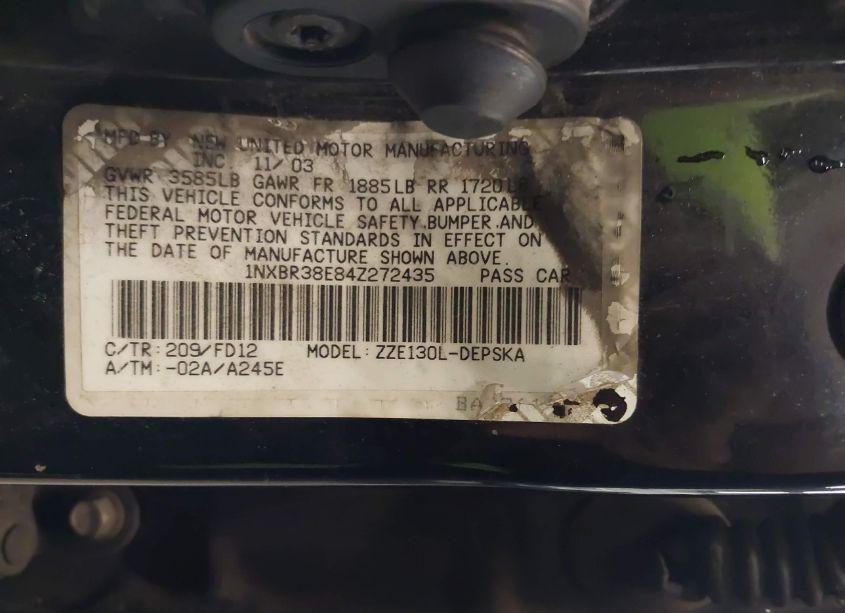 MFD BY NEW UNITED MOTOR MANUFACTURING
INC 11/03
GVWR 3585LB GAWR FR 1885LB RR 1720LB
THIS VEHICLE CONFORMS TO ALL APPLICABLE
FEDERAL MOTOR VEHICLE SAFETY.BUMPER.AND
THEFT PREVENTION STANDARDS IN EFFECT ON
THE DATE OF MANUFACTURE SHOWN ABOVE.
1NXBR38E84Z272435 PASS CAR
C/TR:209/FD12 MODEL:ZZE130L-DEPSKA
A/TM:-02A/A245E